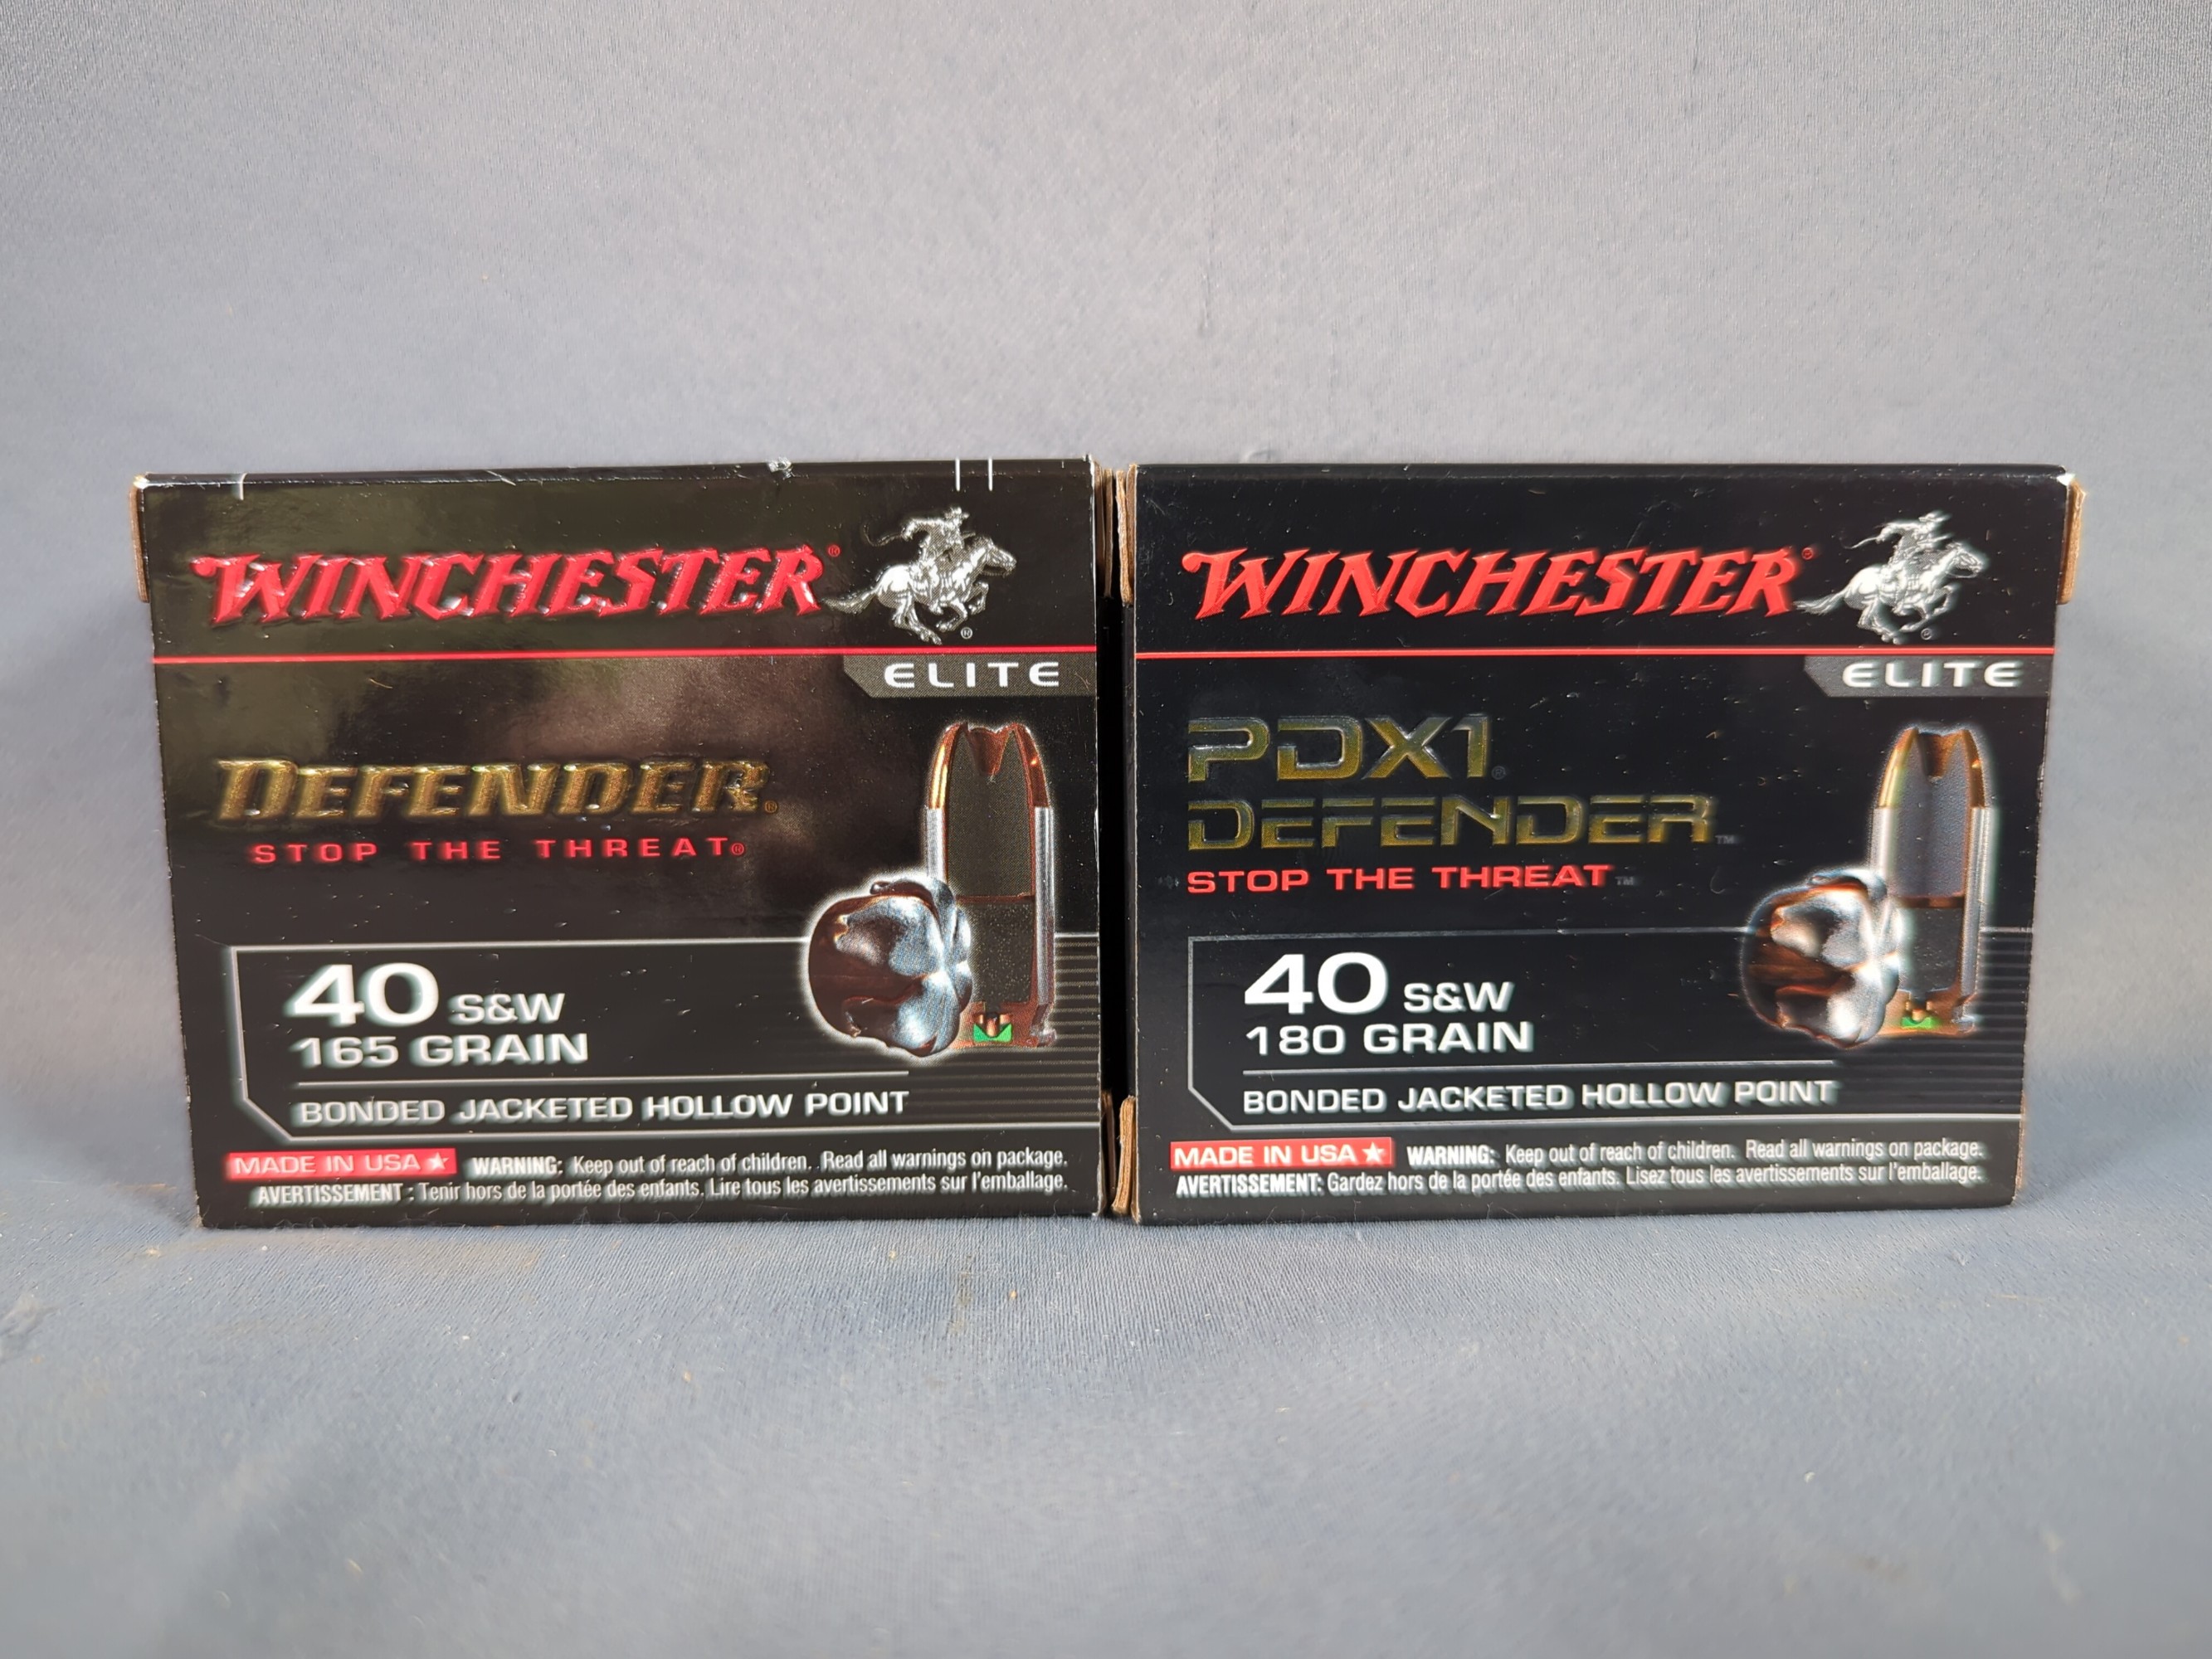 WINCHESTER®
®
ELITE
DEFENDER®
STOP THE THREAT®
40 S&W
165 GRAIN
BONDED JACKETED HOLLOW POINT
MADE IN USA ★ WARNING: Keep out of reach of children. Read all warnings on package.
AVERTISSEMENT : Tenir hors de la portée des enfants. Lire tous les avertissements sur l'emballage.
WINCHESTER®
®
ELITE
PDX1®
DEFENDER™
STOP THE THREAT™
40 S&W
180 GRAIN
BONDED JACKETED HOLLOW POINT
MADE IN USA ★ WARNING: Keep out of reach of children. Read all warnings on package.
AVERTISSEMENT: Gardez hors de la portée des enfants. Lisez tous les avertissements sur l'emballage.